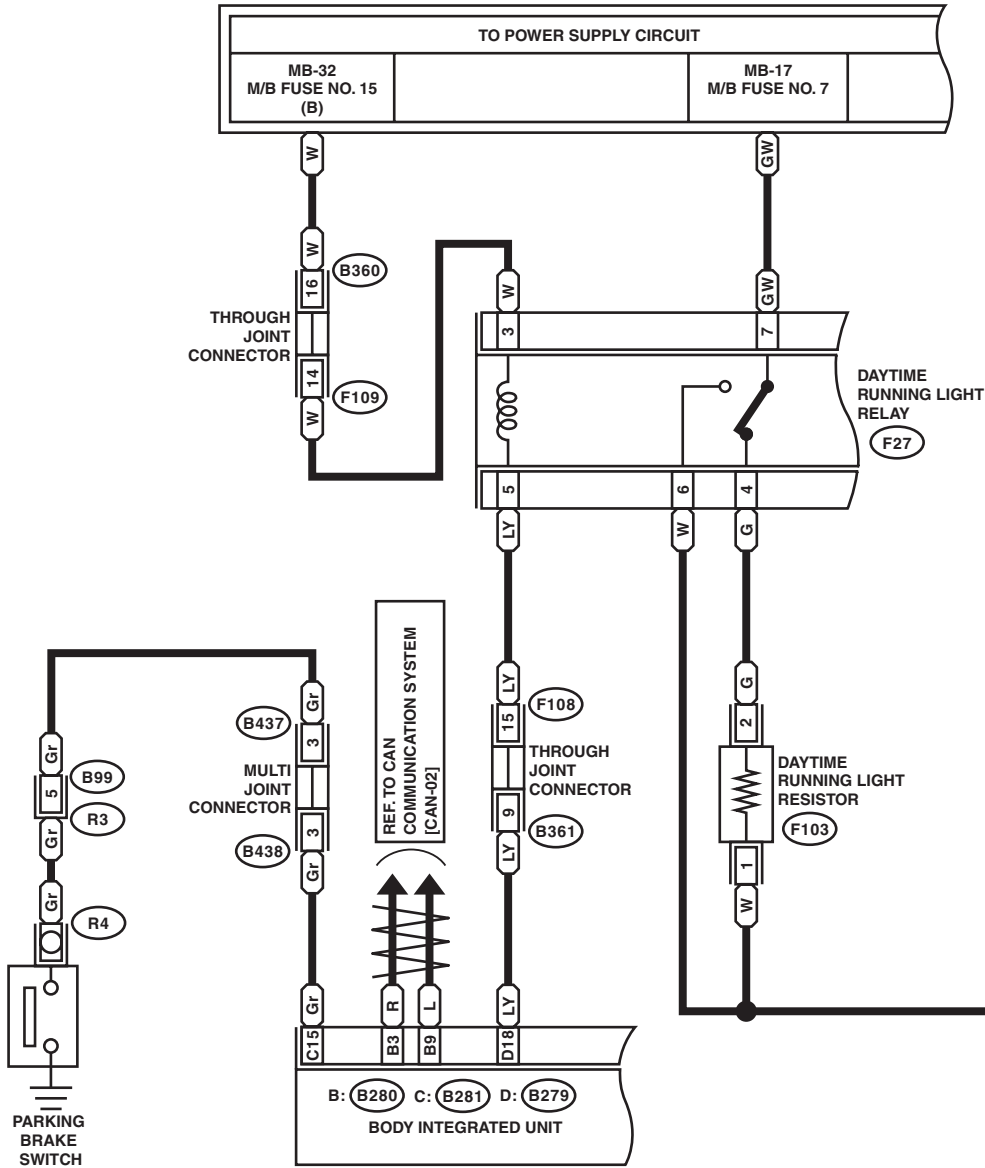 TO POWER SUPPLY CIRCUIT
MB-32
M/B FUSE NO. 15
(B)
MB-17
M/B FUSE NO. 7
W
GW
W
16
B360
THROUGH
JOINT
CONNECTOR
14
F109
W
W
3
GW
7
DAYTIME
RUNNING LIGHT
RELAY
F27
5
6
4
LY
W
G
REF. TO CAN
COMMUNICATION SYSTEM
[CAN-02]
LY
15
F108
THROUGH
JOINT
CONNECTOR
9
B361
LY
G
2
DAYTIME
RUNNING LIGHT
RESISTOR
F103
1
W
Gr
B437
3
MULTI
JOINT
CONNECTOR
3
B438
Gr
Gr
5
B99
R3
Gr
Gr
R4
PARKING
BRAKE
SWITCH
Gr
R
L
LY
C15
B3
B9
D18
B: B280 C: B281 D: B279
BODY INTEGRATED UNIT